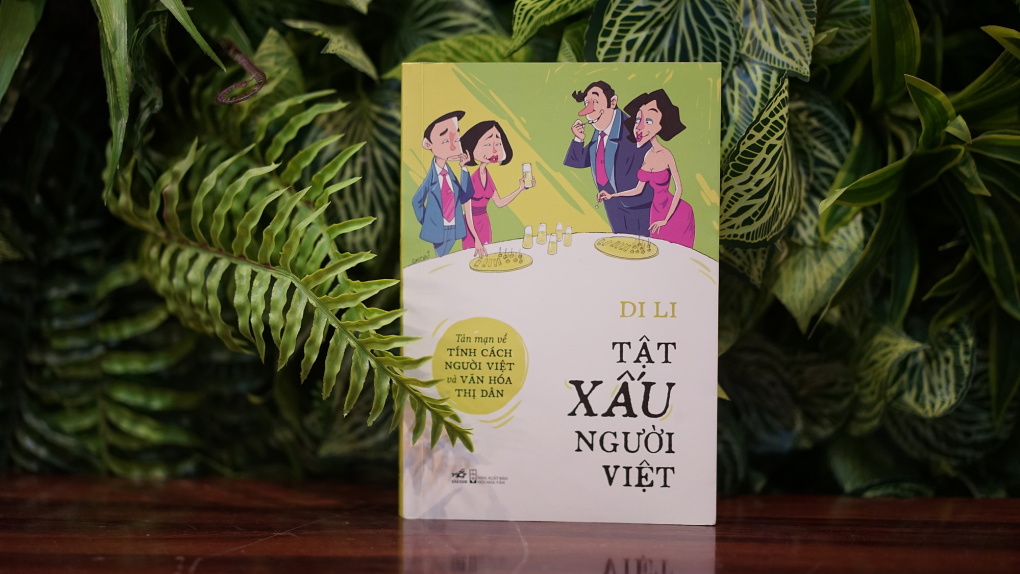 DI LI
TẬT
XẤU
NGƯỜI
VIỆT
Tản mạn về
TÍNH CÁCH
NGƯỜI VIỆT
và VĂN HÓA
THỊ DÂN